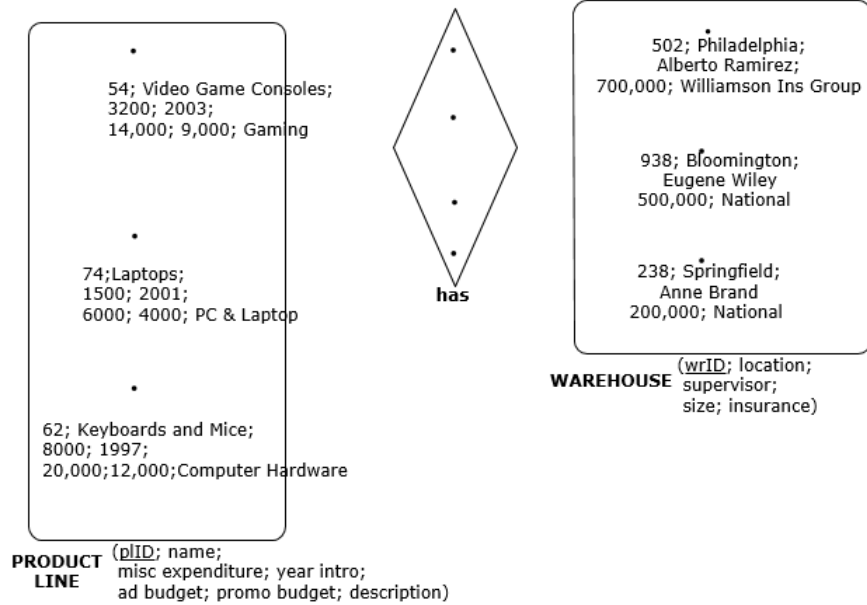 54; Video Game Consoles;
3200; 2003;
14,000; 9,000; Gaming
74;Laptops;
1500; 2001;
6000; 4000; PC & Laptop
62; Keyboards and Mice;
8000; 1997;
20,000;12,000;Computer Hardware
PRODUCT LINE
(plID; name;
misc expenditure; year intro;
ad budget; promo budget; description)
has
502; Philadelphia;
Alberto Ramirez;
700,000; Williamson Ins Group
938; Bloomington;
Eugene Wiley
500,000; National
238; Springfield;
Anne Brand
200,000; National
WAREHOUSE
(wrID; location;
supervisor;
size; insurance)